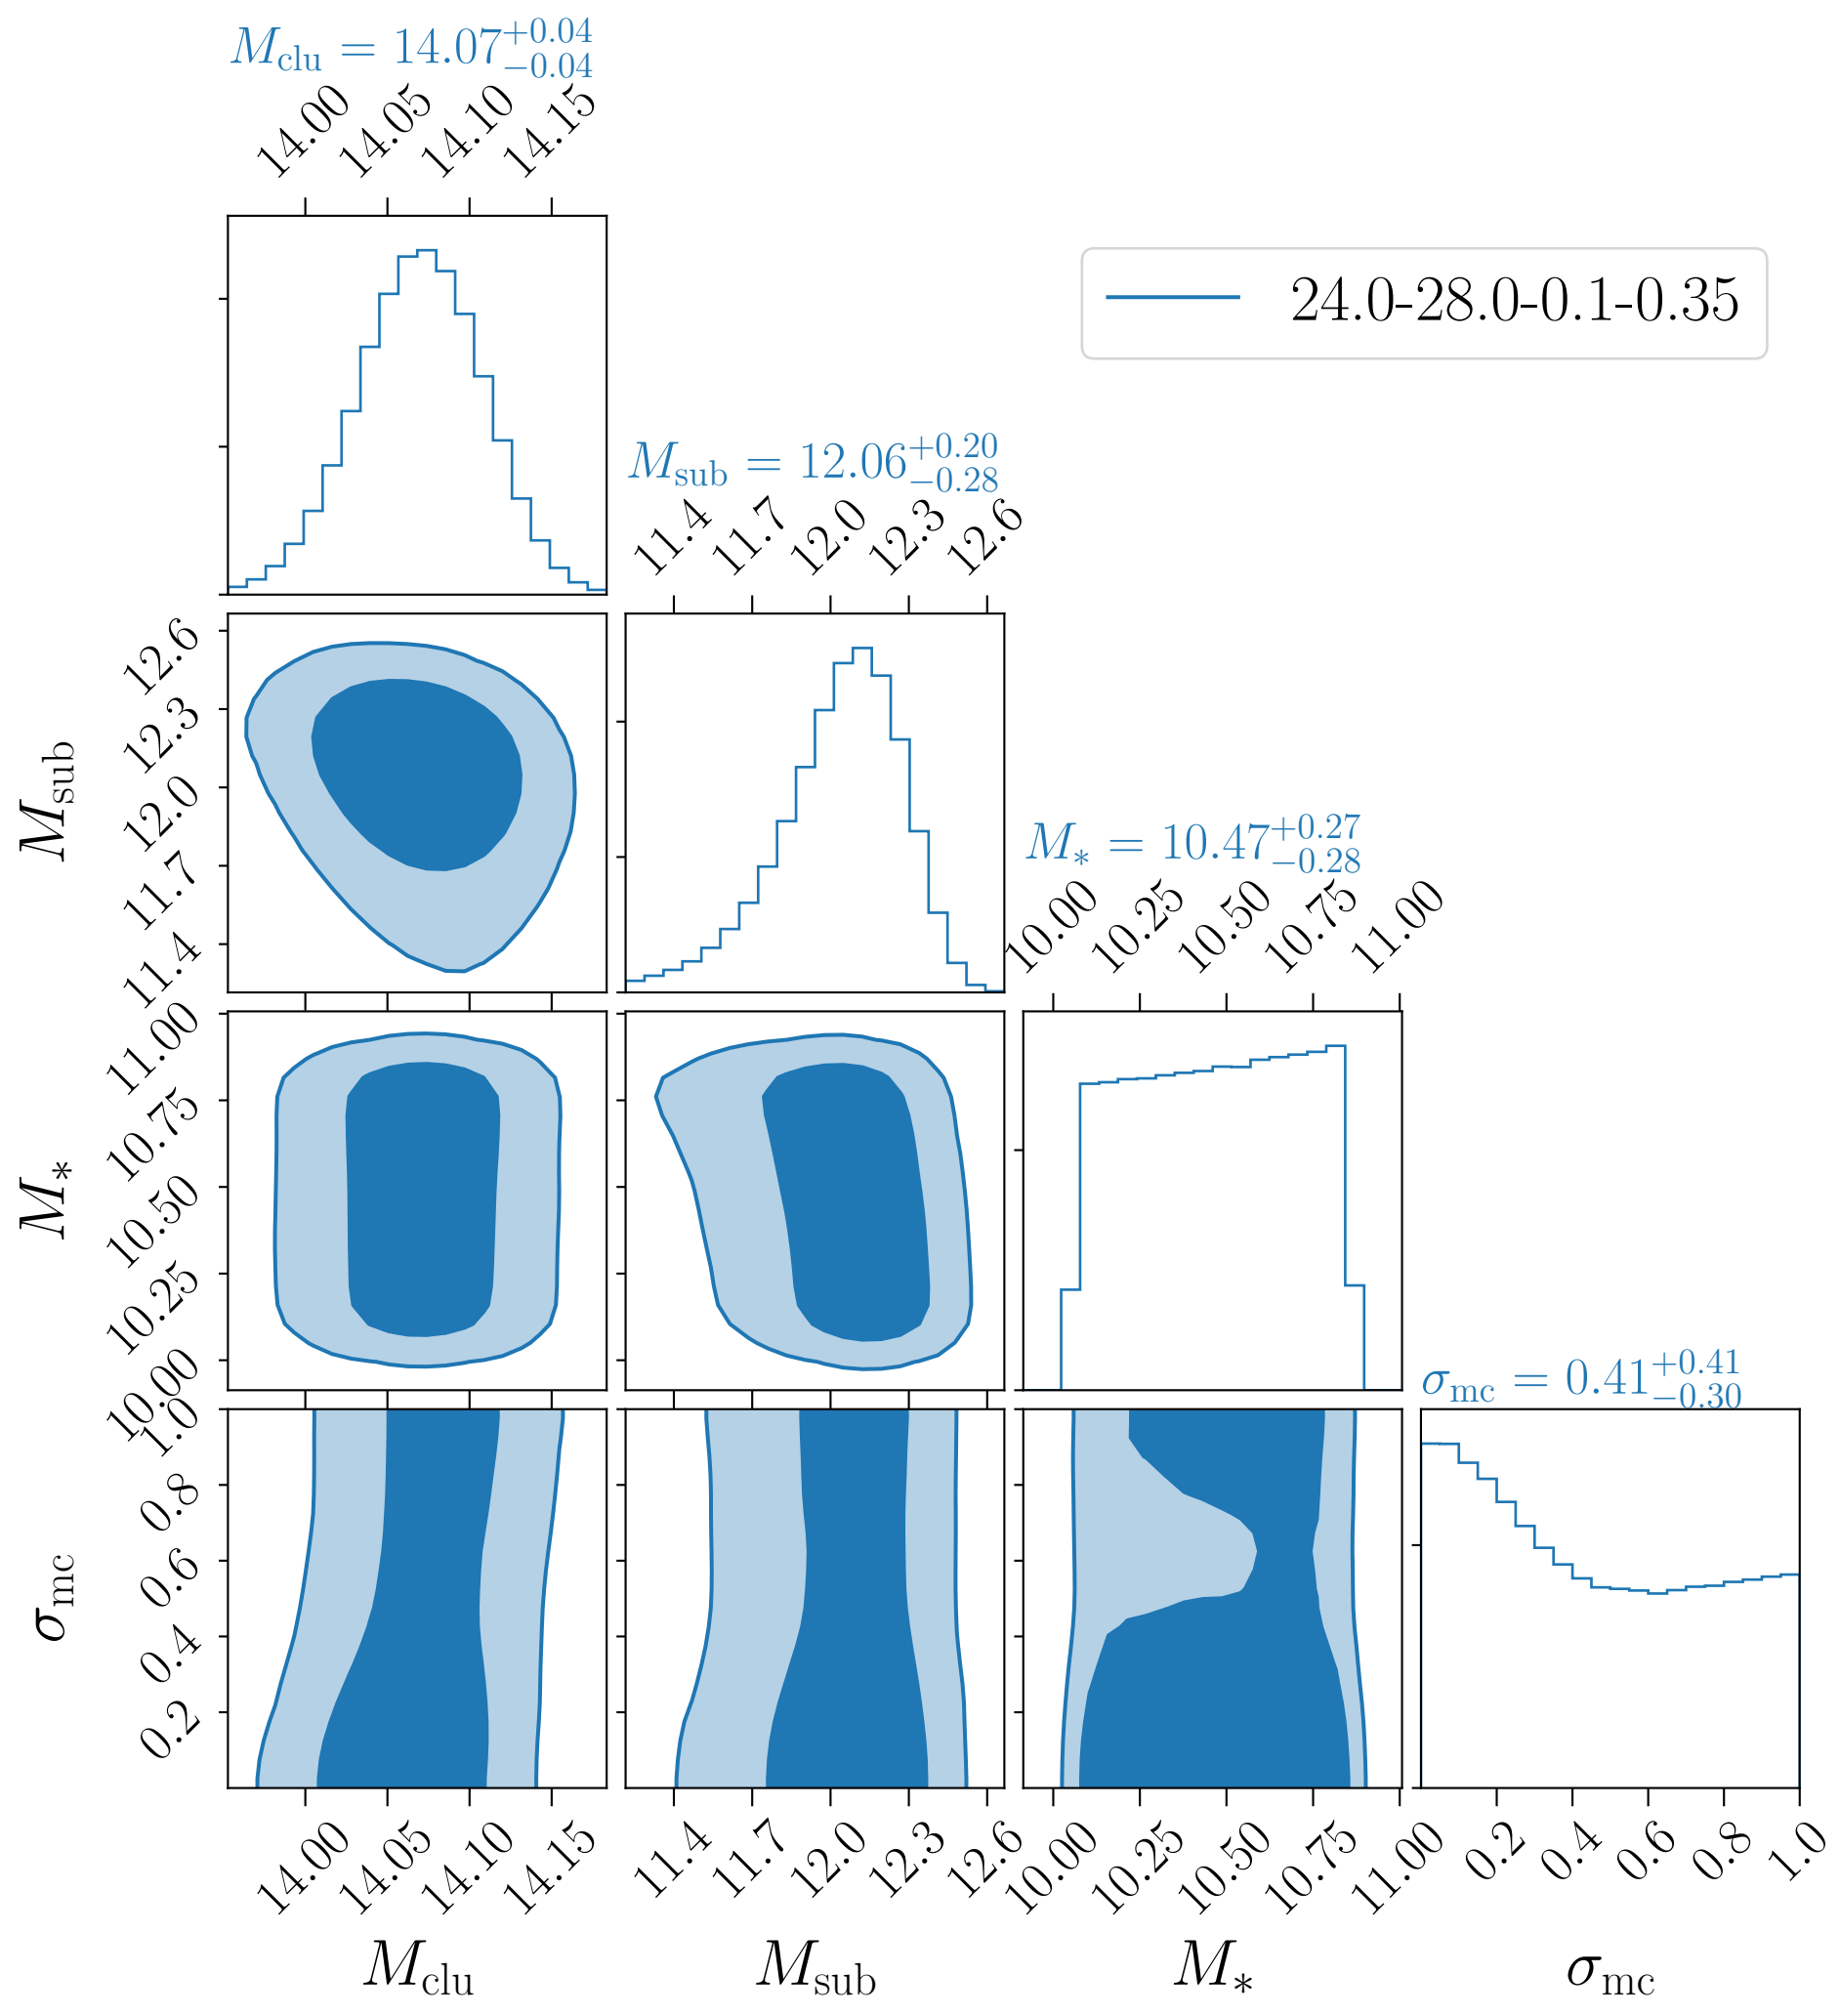 M_clu = 14.07^{+0.04}_{-0.04}
14.00 14.05 14.10 14.15
24.0-28.0-0.1-0.35
M_sub = 12.06^{+0.20}_{-0.28}
11.4 11.7 12.0 12.3 12.6
M_sub
12.6
12.3
12.0
11.7
11.4
M_* = 10.47^{+0.27}_{-0.28}
10.00 10.25 10.50 10.75 11.00
M_*
11.00
10.75
10.50
10.25
10.00
σ_mc = 0.41^{+0.41}_{-0.30}
σ_mc
1.0
0.8
0.6
0.4
0.2
14.00 14.05 14.10 14.15 11.4 11.7 12.0 12.3 12.6 10.00 10.25 10.50 10.75 11.00 0.2 0.4 0.6 0.8 1.0
M_clu M_sub M_* σ_mc